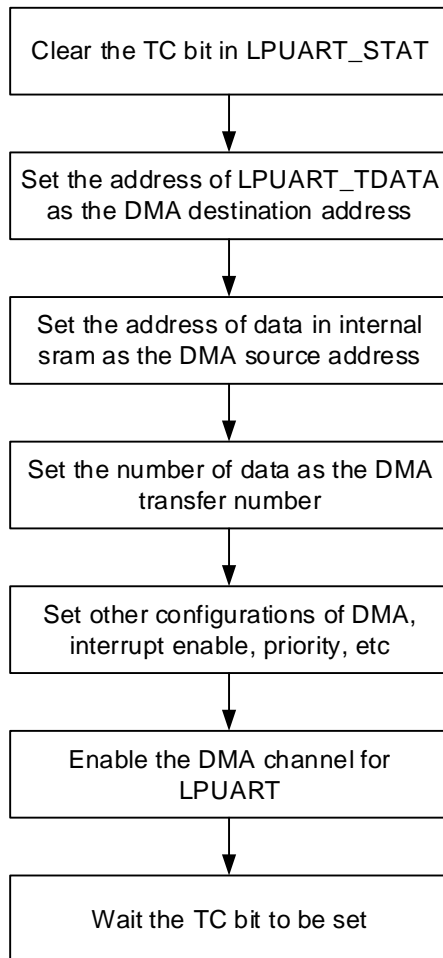 Clear the TC bit in LPUART_STAT
Set the address of LPUART_TDATA
as the DMA destination address
Set the address of data in internal
sram as the DMA source address
Set the number of data as the DMA
transfer number
Set other configurations of DMA,
interrupt enable, priority, etc
Enable the DMA channel for
LPUART
Wait the TC bit to be set